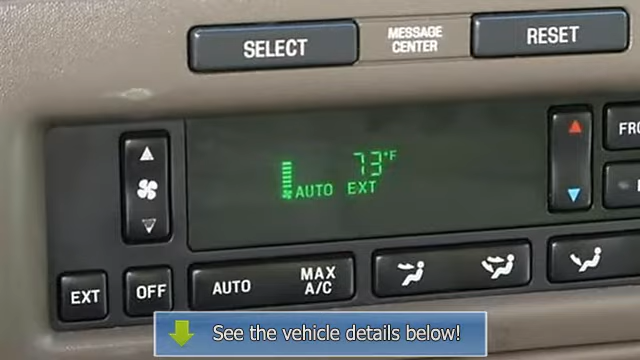 SELECT
MESSAGE
CENTER
RESET
73°F
AUTO EXT
EXT
OFF
AUTO
MAX
A/C
See the vehicle details below!